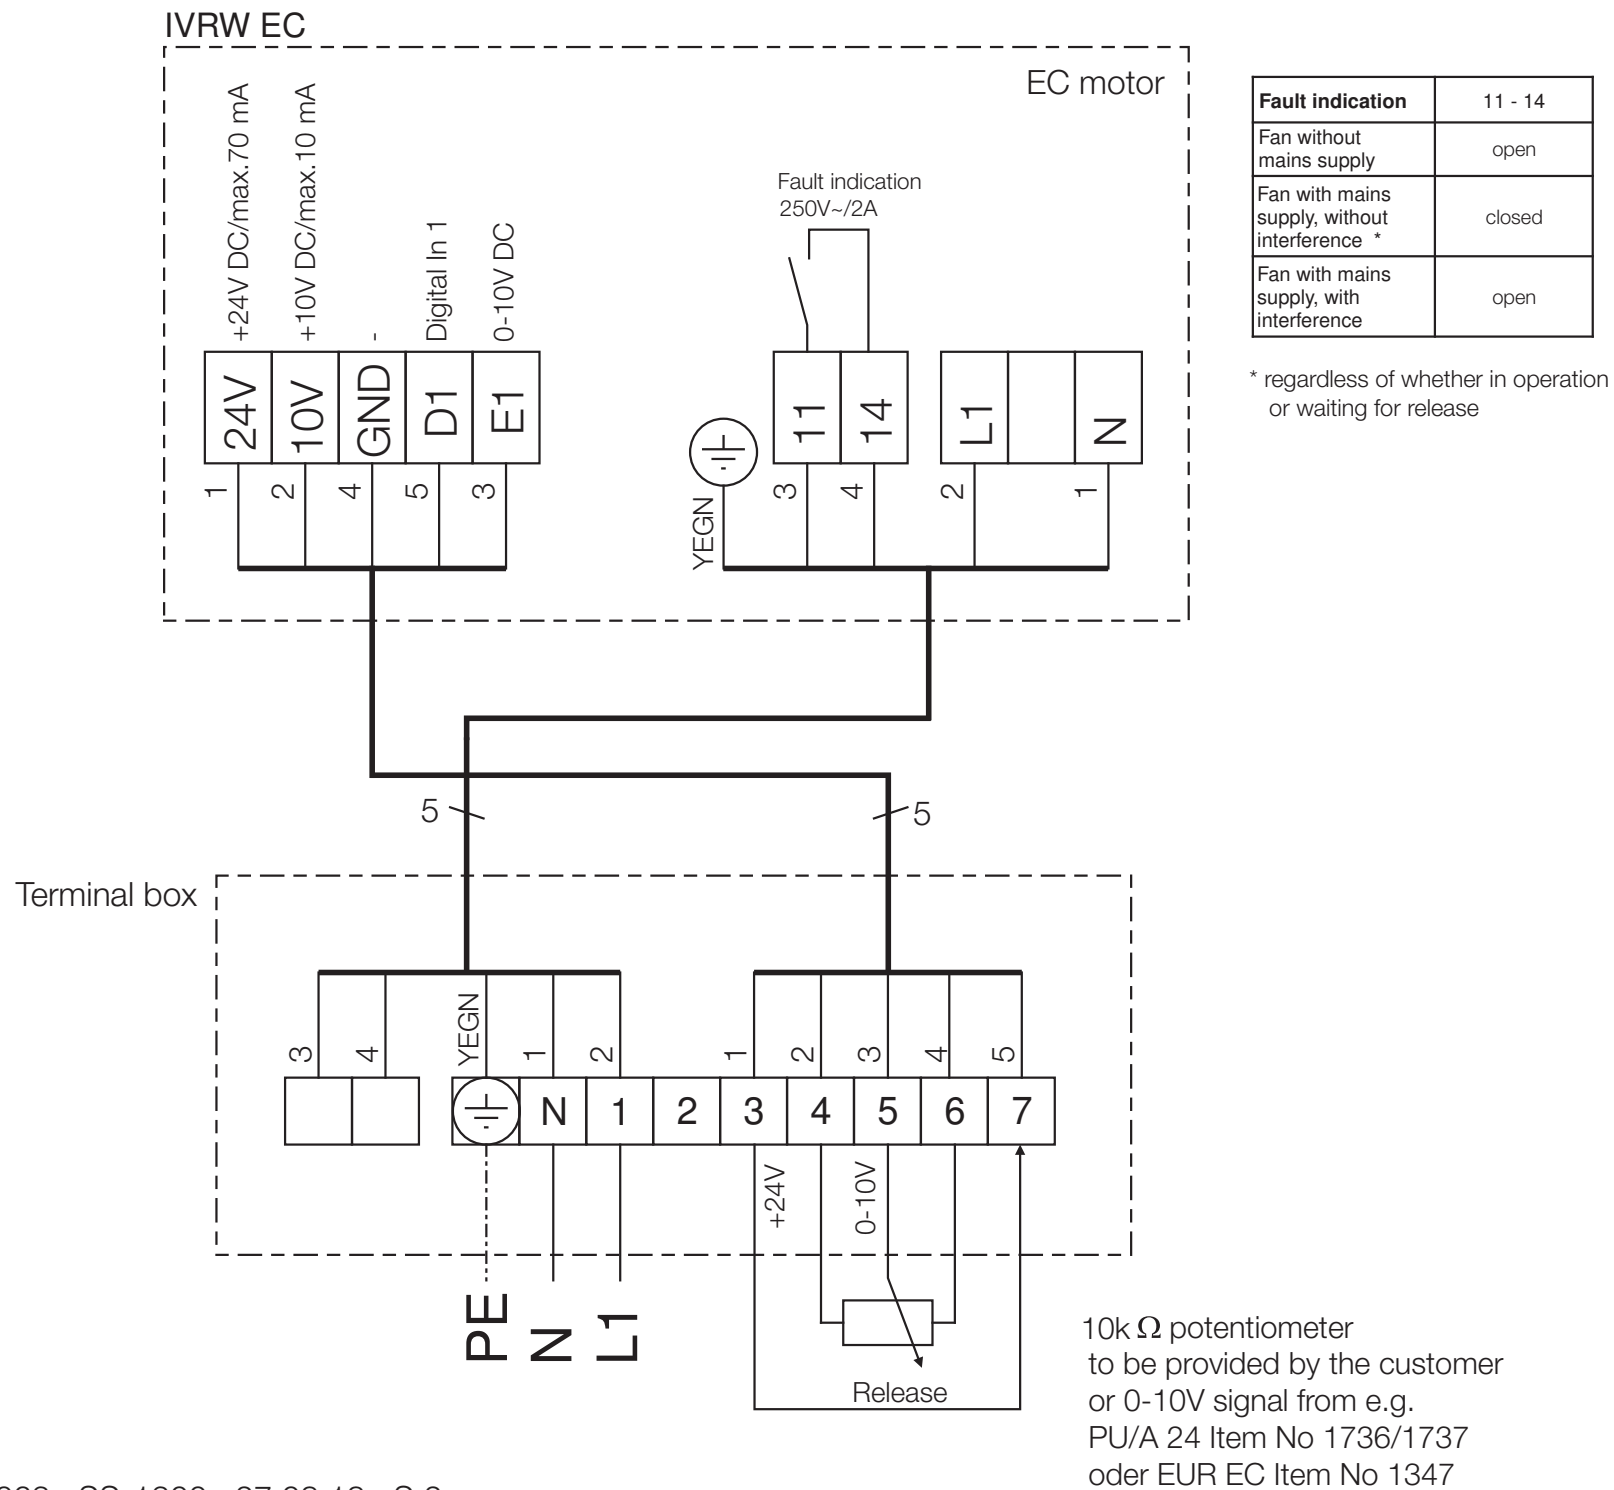 IVRW EC
EC motor
+24V DC/max.70 mA
+10V DC/max.10 mA
-
Digital In 1
0-10V DC
Fault indication
250V~/2A
24V 10V GND D1 E1
11 14
L1 N
1 2 4 5 3
YEGN
3 4 2 1
Fault indication 11 - 14
Fan without
mains supply
open
Fan with mains
supply, without
interference *
closed
Fan with mains
supply, with
interference
open
* regardless of whether in operation
or waiting for release
5
5
Terminal box
3 4 YEGN 1 2 1 2 3 4 5
N 1 2 3 4 5 6 7
+24V
0-10V
PE
N
L1
Release
10k Ω potentiometer
to be provided by the customer
or 0-10V signal from e.g.
PU/A 24 Item No 1736/1737
oder EUR EC Item No 1347